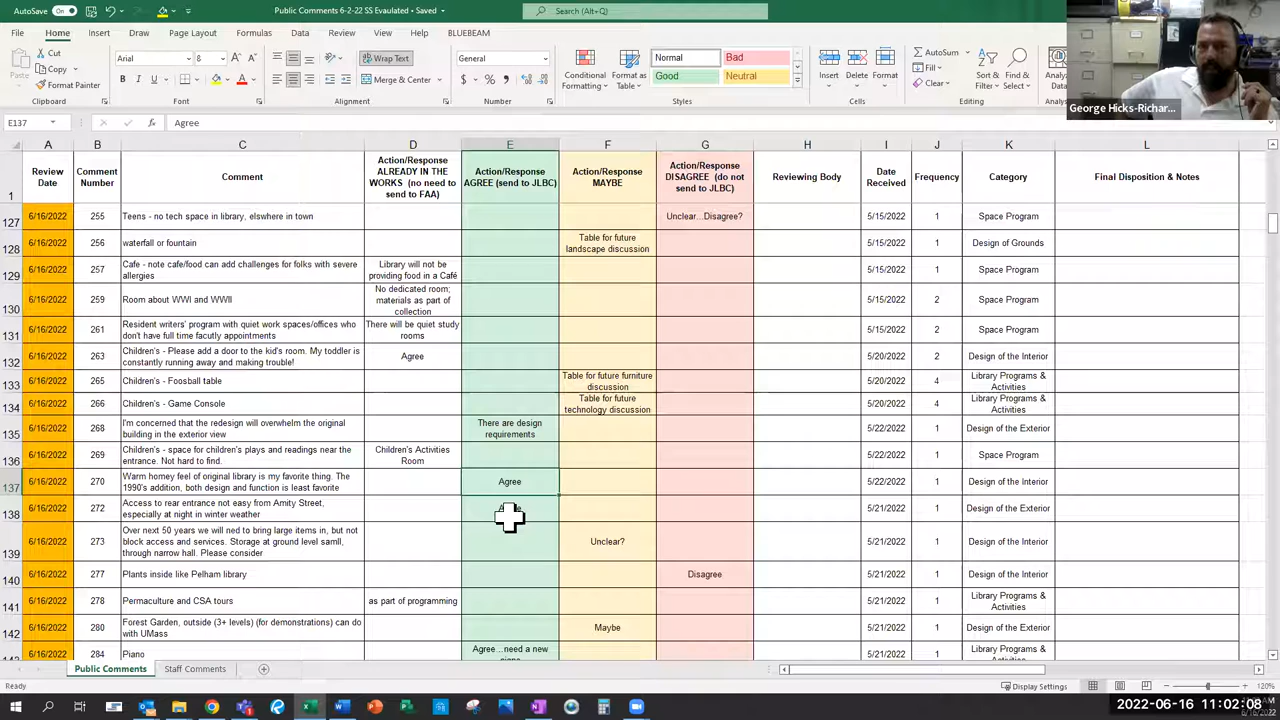 AutoSave On
Public Comments 6-2-22 SS Evaulated • Saved
Search (Alt+Q)
File Home Insert Draw Page Layout Formulas Data Review View Help BLUEBEAM
Cut
Copy
Format Painter
Paste
Clipboard
Arial 8
Font
Wrap Text
Merge & Center
Alignment
General
Number
Conditional Formatting
Format as Table
Normal Bad
Good Neutral
Styles
Insert Delete Format
Cells
AutoSum
Fill
Clear
Sort & Filter
Find & Select
Editing
George Hicks-Richar...
E137 Agree
A B C D E F G H I J K L
1 Review Date Comment Number Comment Action/Response ALREADY IN THE WORKS (no need to send to FAA) Action/Response AGREE (send to JLBC) Action/Response MAYBE Action/Response DISAGREE (do not send to JLBC) Reviewing Body Date Received Frequency Category Final Disposition & Notes
127 6/16/2022 255 Teens - no tech space in library, elswhere in town Unclear...Disagree? 5/15/2022 1 Space Program
128 6/16/2022 256 waterfall or fountain Table for future landscape discussion 5/15/2022 1 Design of Grounds
129 6/16/2022 257 Cafe - note cafe/food can add challenges for folks with severe allergies Library will not be providing food in a Café 5/15/2022 1 Space Program
130 6/16/2022 259 Room about WWI and WWII No dedicated room; materials as part of collection 5/15/2022 2 Space Program
131 6/16/2022 261 Resident writers' program with quiet work spaces/offices who don't have full time facutly appointments There will be quiet study rooms 5/15/2022 2 Space Program
132 6/16/2022 263 Children's - Please add a door to the kid's room. My toddler is constantly running away and making trouble! Agree 5/20/2022 2 Design of the Interior
133 6/16/2022 265 Children's - Foosball table Table for future furniture discussion 5/20/2022 4 Library Programs & Activities
134 6/16/2022 266 Children's - Game Console Table for future technology discussion 5/20/2022 4 Library Programs & Activities
135 6/16/2022 268 I'm concerned that the redesign will overwhelm the original building in the exterior view There are design requirements 5/22/2022 1 Design of the Exterior
136 6/16/2022 269 Children's - space for children's plays and readings near the entrance. Not hard to find. Children's Activities Room 5/22/2022 1 Space Program
137 6/16/2022 270 Warm homey feel of original library is my favorite thing. The 1990's addition, both design and function is least favorite Agree 5/22/2022 1 Design of the Interior
138 6/16/2022 272 Access to rear entrance not easy from Amity Street, especially at night in winter weather 5/21/2022 1 Design of the Exterior
139 6/16/2022 273 Over next 50 years we will ned to bring large items in, but not block access and services. Storage at ground level samll, through narrow hall. Please consider Unclear? 5/21/2022 1 Design of the Interior
140 6/16/2022 277 Plants inside like Pelham library Disagree 5/21/2022 1 Design of the Interior
141 6/16/2022 278 Permaculture and CSA tours as part of programming 5/21/2022 1 Library Programs & Activities
142 6/16/2022 280 Forest Garden, outside (3+ levels) (for demonstrations) can do with UMass Maybe 5/21/2022 1 Design of the Exterior
6/16/2022 284 Piano Agree...need a new 5/21/2022 1 Library Programs &
Public Comments Staff Comments
Ready Display Settings 120%
2022-06-16 11:02:08